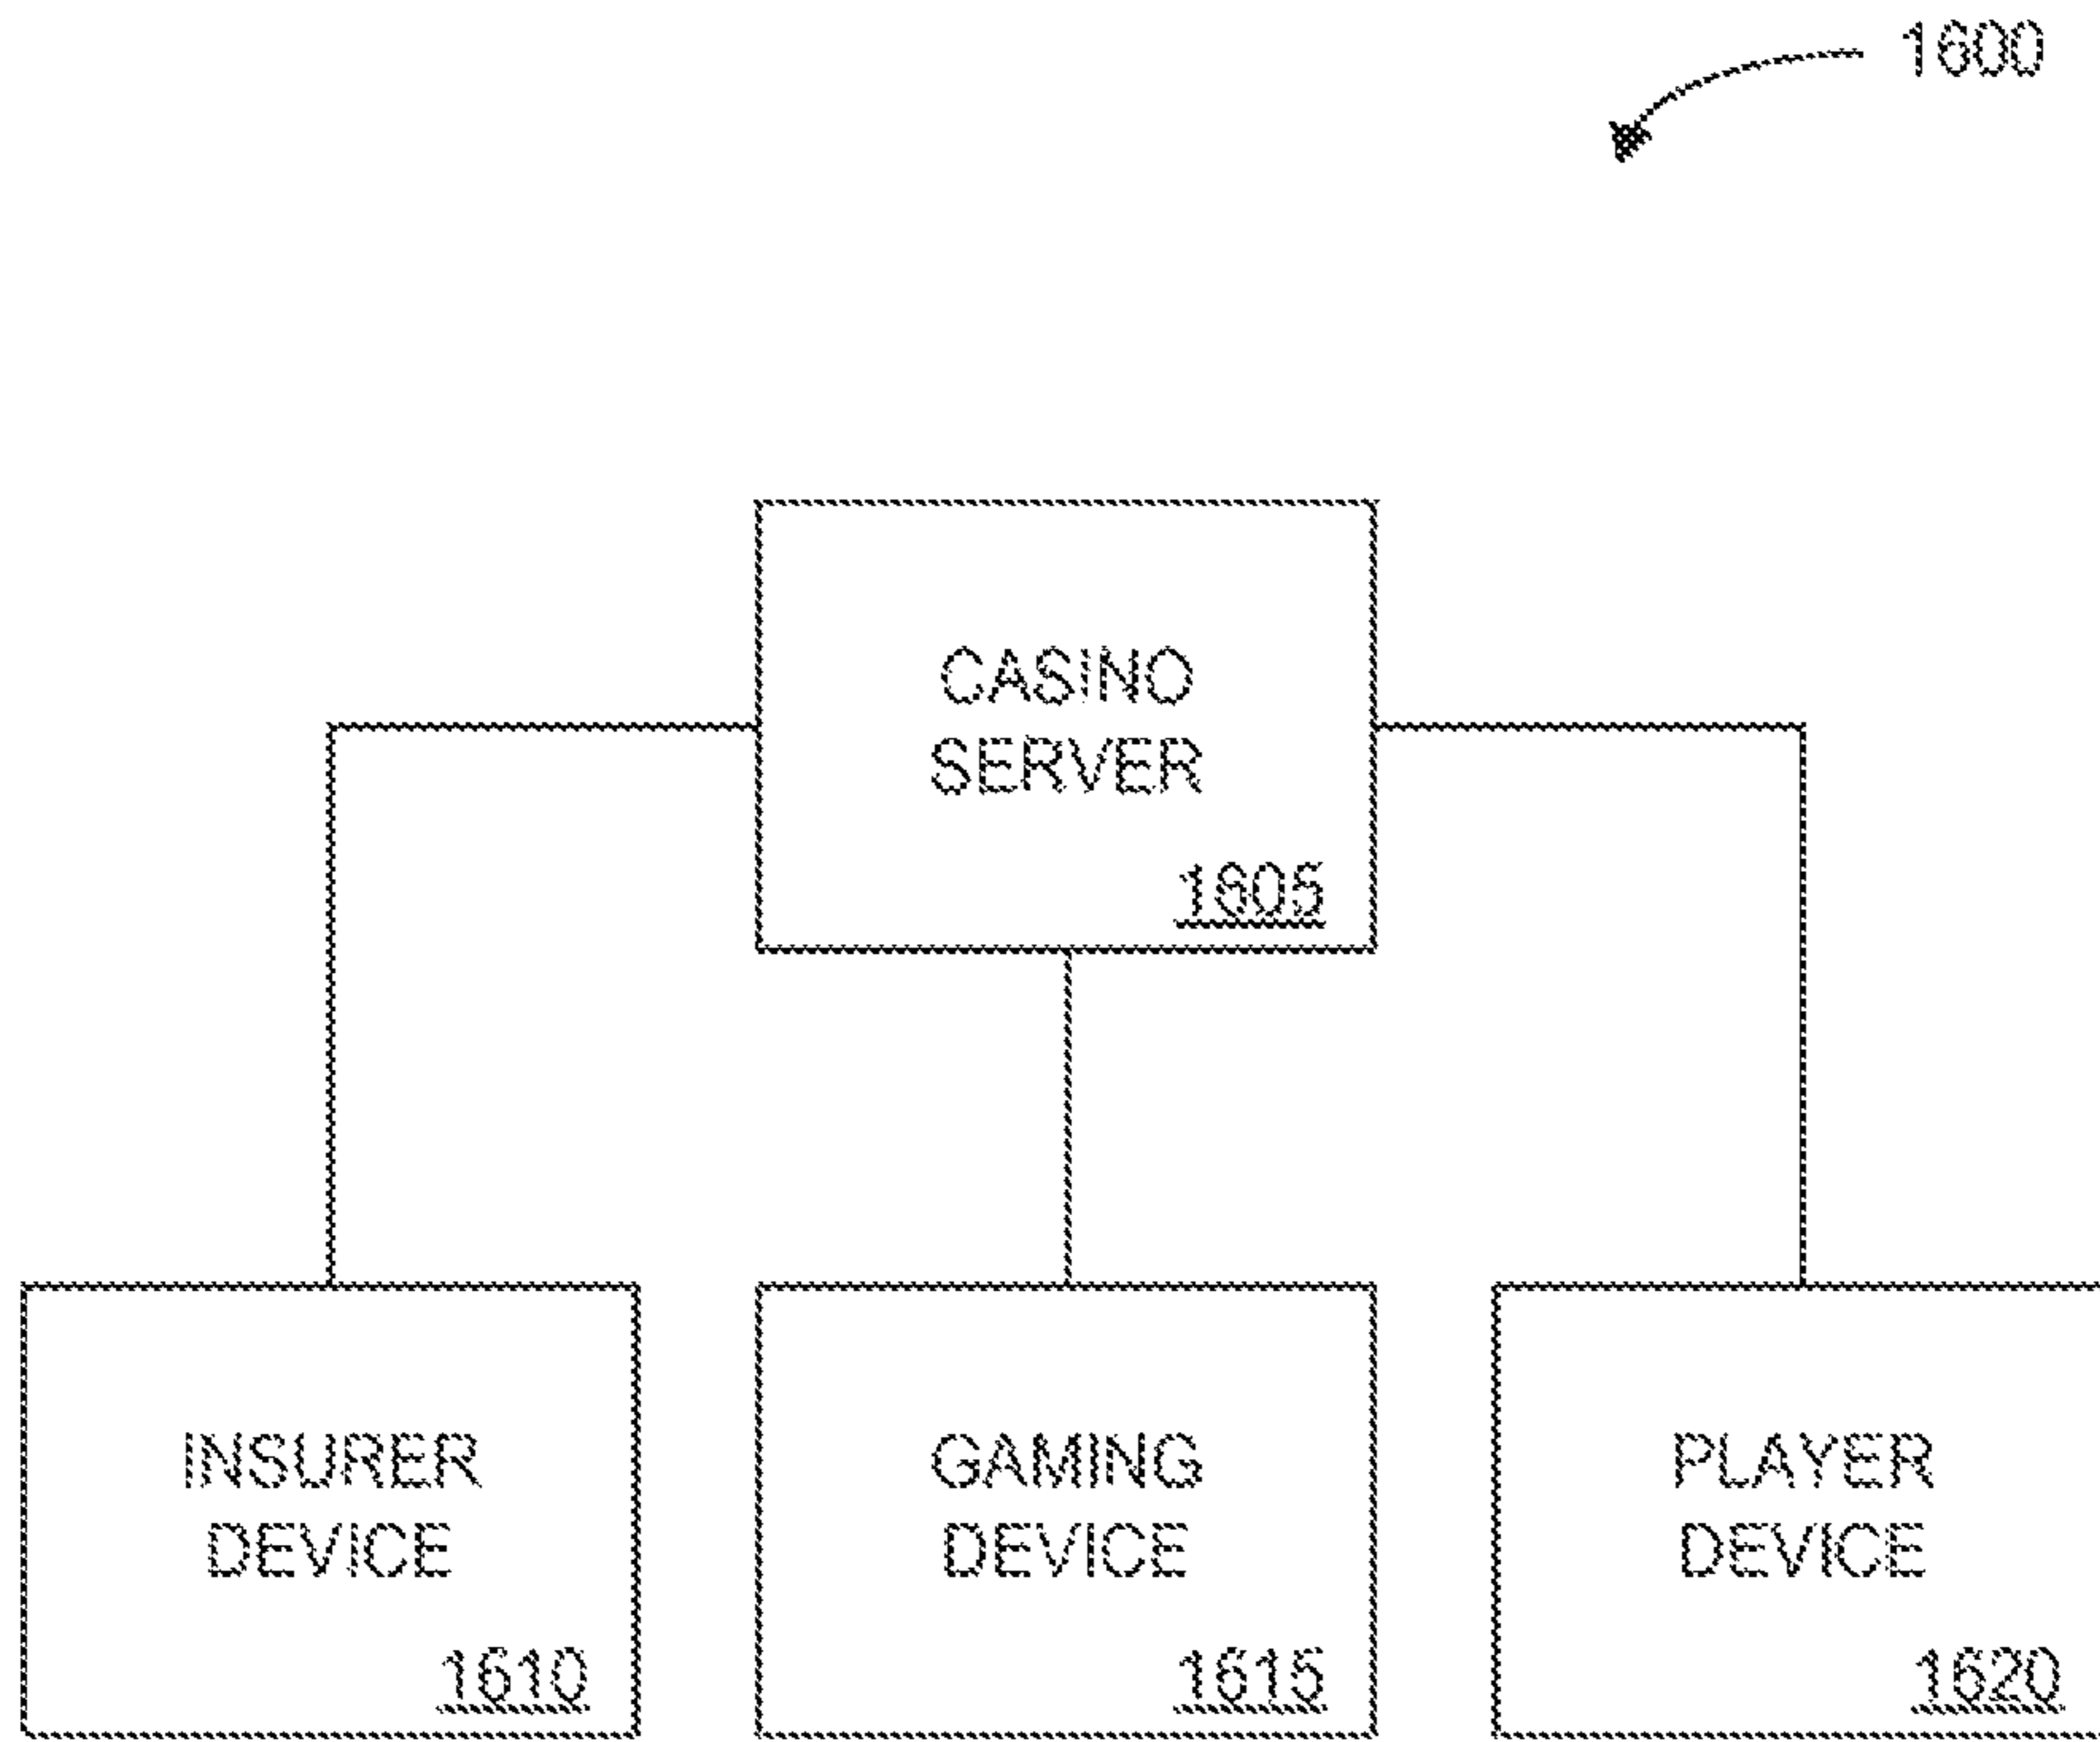 1600
CASINO
SERVER
1605
INSURER
DEVICE
1610
GAMING
DEVICE
1615
PLAYER
DEVICE
1620